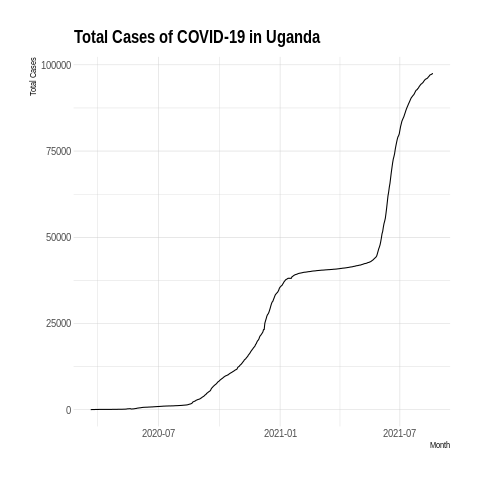 Total Cases of COVID-19 in Uganda
Total Cases
100000
75000
50000
25000
0
2020-07
2021-01
2021-07
Month